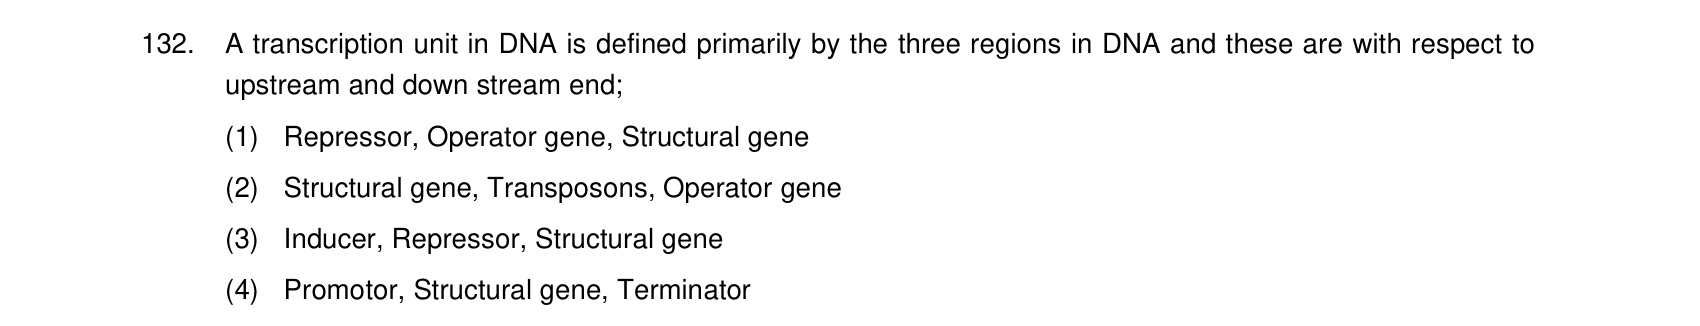 132. A transcription unit in DNA is defined primarily by the three regions in DNA and these are with respect to
upstream and down stream end;
(1) Repressor, Operator gene, Structural gene
(2) Structural gene, Transposons, Operator gene
(3) Inducer, Repressor, Structural gene
(4) Promotor, Structural gene, Terminator